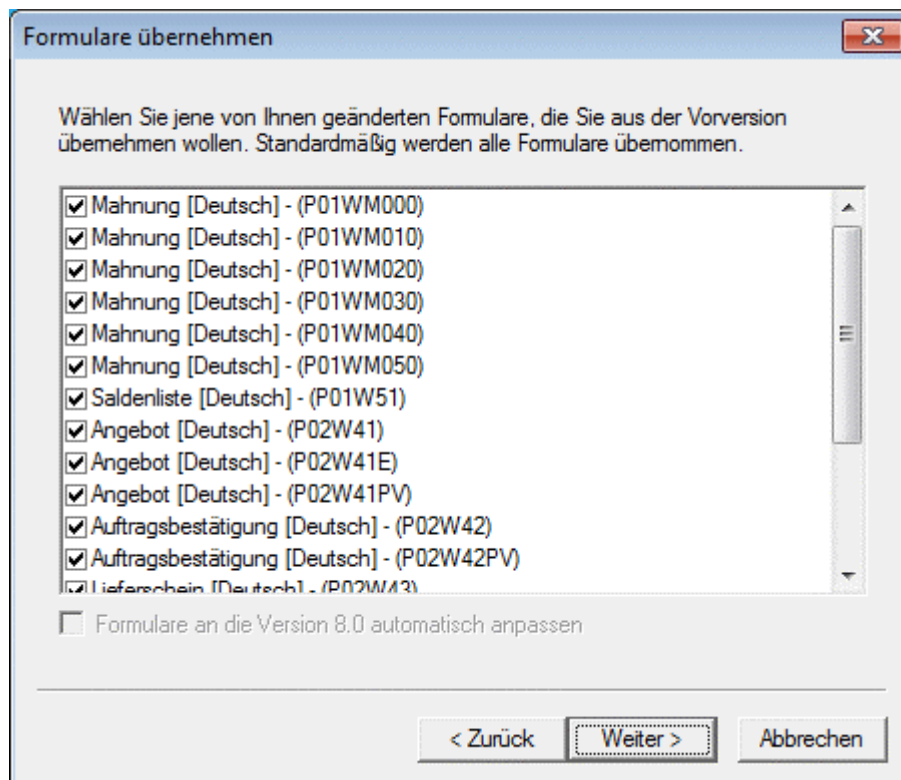 Formulare übernehmen
Wählen Sie jene von Ihnen geänderten Formulare, die Sie aus der Vorversion
übernehmen wollen. Standardmäßig werden alle Formulare übernommen.
Mahnung [Deutsch] - (P01WM000)
Mahnung [Deutsch] - (P01WM010)
Mahnung [Deutsch] - (P01WM020)
Mahnung [Deutsch] - (P01WM030)
Mahnung [Deutsch] - (P01WM040)
Mahnung [Deutsch] - (P01WM050)
Saldenliste [Deutsch] - (P01W51)
Angebot [Deutsch] - (P02W41)
Angebot [Deutsch] - (P02W41E)
Angebot [Deutsch] - (P02W41PV)
Auftragsbestätigung [Deutsch] - (P02W42)
Auftragsbestätigung [Deutsch] - (P02W42PV)
Lieferschein [Deutsch] - (P02W43)
Formulare an die Version 8.0 automatisch anpassen
< Zurück
Weiter >
Abbrechen